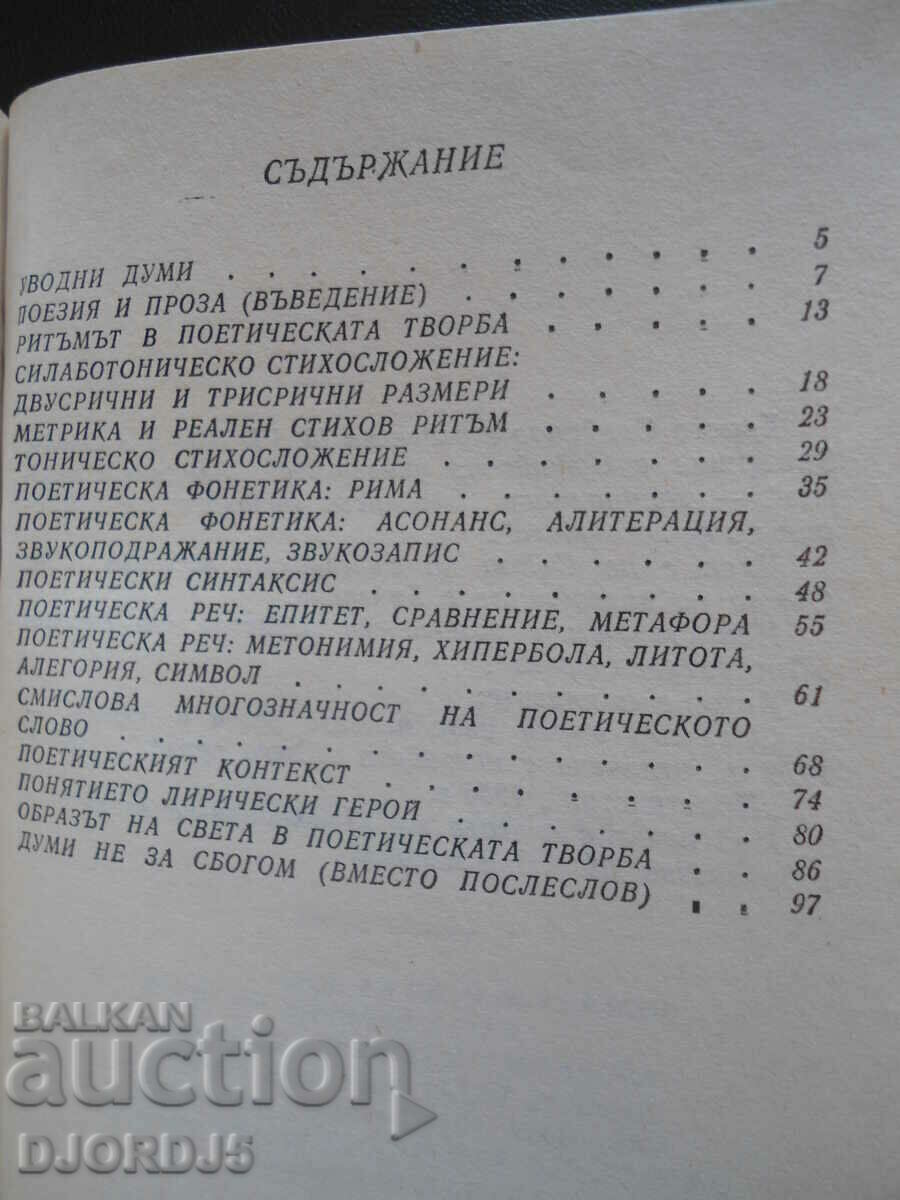 СЪДЪРЖАНИЕ
УВОДНИ ДУМИ . . . . . . . . . . . 5
ПОЕЗИЯ И ПРОЗА (ВЪВЕДЕНИЕ) . . . . . . 7
РИТЪМЪТ В ПОЕТИЧЕСКАТА ТВОРБА . . . . . 13
СИЛАБОТОНИЧЕСКО СТИХОСЛОЖЕНИЕ:
ДВУСРИЧНИ И ТРИСРИЧНИ РАЗМЕРИ . . . . . 18
МЕТРИКА И РЕАЛЕН СТИХОВ РИТЪМ . . . . . 23
ТОНИЧЕСКО СТИХОСЛОЖЕНИЕ . . . . . . . 29
ПОЕТИЧЕСКА ФОНЕТИКА: РИМА . . . . . . . 35
ПОЕТИЧЕСКА ФОНЕТИКА: АСОНАНС, АЛИТЕРАЦИЯ,
ЗВУКОПОДРАЖАНИЕ, ЗВУКОЗАПИС . . . . . . 42
ПОЕТИЧЕСКИ СИНТАКСИС . . . . . . . . . 48
ПОЕТИЧЕСКА РЕЧ: ЕПИТЕТ, СРАВНЕНИЕ, МЕТАФОРА 55
ПОЕТИЧЕСКА РЕЧ: МЕТОНИМИЯ, ХИПЕРБОЛА, ЛИТОТА,
АЛЕГОРИЯ, СИМВОЛ . . . . . . . . . . 61
СМИСЛОВА МНОГОЗНАЧНОСТ НА ПОЕТИЧЕСКОТО
СЛОВО . . . . . . . . . . . . . 68
ПОЕТИЧЕСКИЯТ КОНТЕКСТ . . . . . . . . 74
ПОНЯТИЕТО ЛИРИЧЕСКИ ГЕРОЙ . . . . . . . 80
ОБРАЗЪТ НА СВЕТА В ПОЕТИЧЕСКАТА ТВОРБА . . 86
ДУМИ НЕ ЗА СБОГОМ (ВМЕСТО ПОСЛЕСЛОВ) . . 97
BALKAN
auction
DJORDJ5